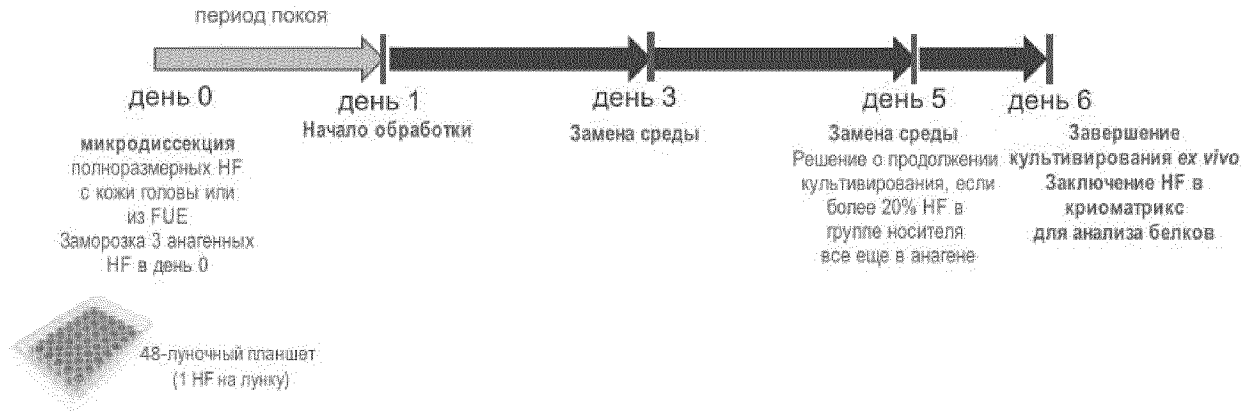 период покоя
день 0
день 1
день 3
день 5
день 6
микродиссекция
полноразмерных HF
с кожи головы или
из FUE
Заморозка 3 анагенных
HF в день 0
Начало обработки
Замена среды
Замена среды
Решение о продолжении
культивирования, если
более 20% HF в
группе носителя
все еще в анагене
Завершение
культивирования ex vivo
Заключение HF в
криоматрикс
для анализа белков
48-луночный планшет
(1 HF на лунку)